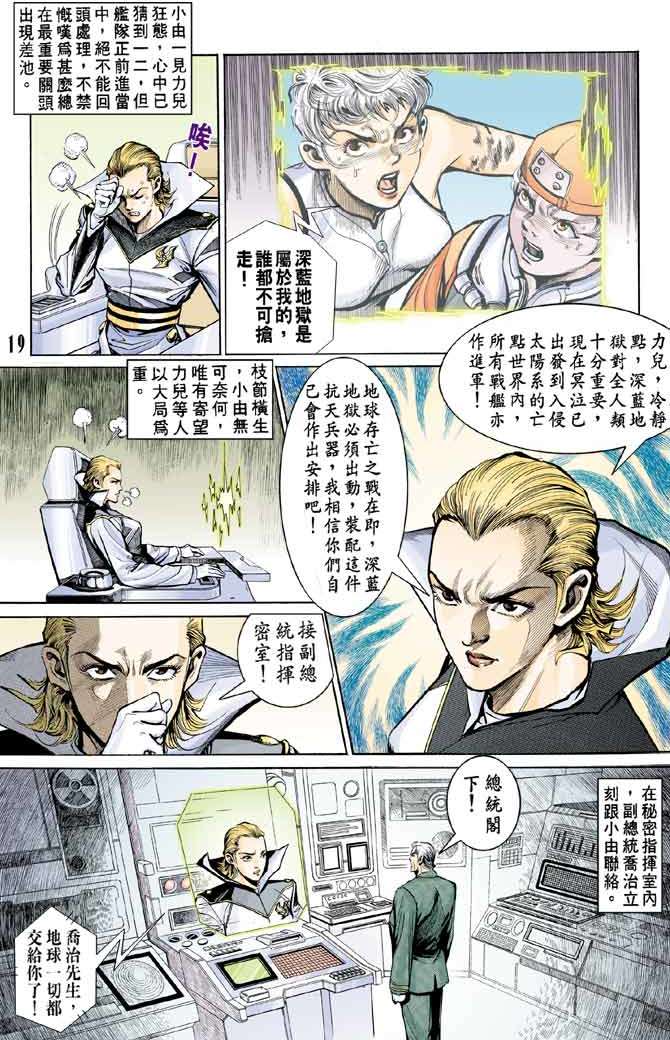 深藍地獄是
屬於我的，
誰都不可搶
走！
小由一見力兒
狂態，心中已
猜到一二，但
艦隊正前進當
中，絕不能回
頭處理，不禁
慨嘆爲甚麼總
在最重要關頭
出現差池。
唉！
19
力兒，冷靜
點，深藍地
獄對全人類
十分重要，
現在冥泣已
出發到入侵
太陽系的亡
點世界內，
所有戰艦亦
作進軍！
地球存亡之戰在即，深藍
地獄必須出動，裝配這件
抗天兵器，我相信你們自
己會作出安排吧！
枝節橫生
，小由無
可奈何，
唯有寄望
力兒等人
以大局爲
重。
接副總
統指揮
密室！
在秘密指揮室內
，副總統喬治立
刻跟小由聯絡。
總統閣
下！
喬治先生，
地球一切都
交給你了！